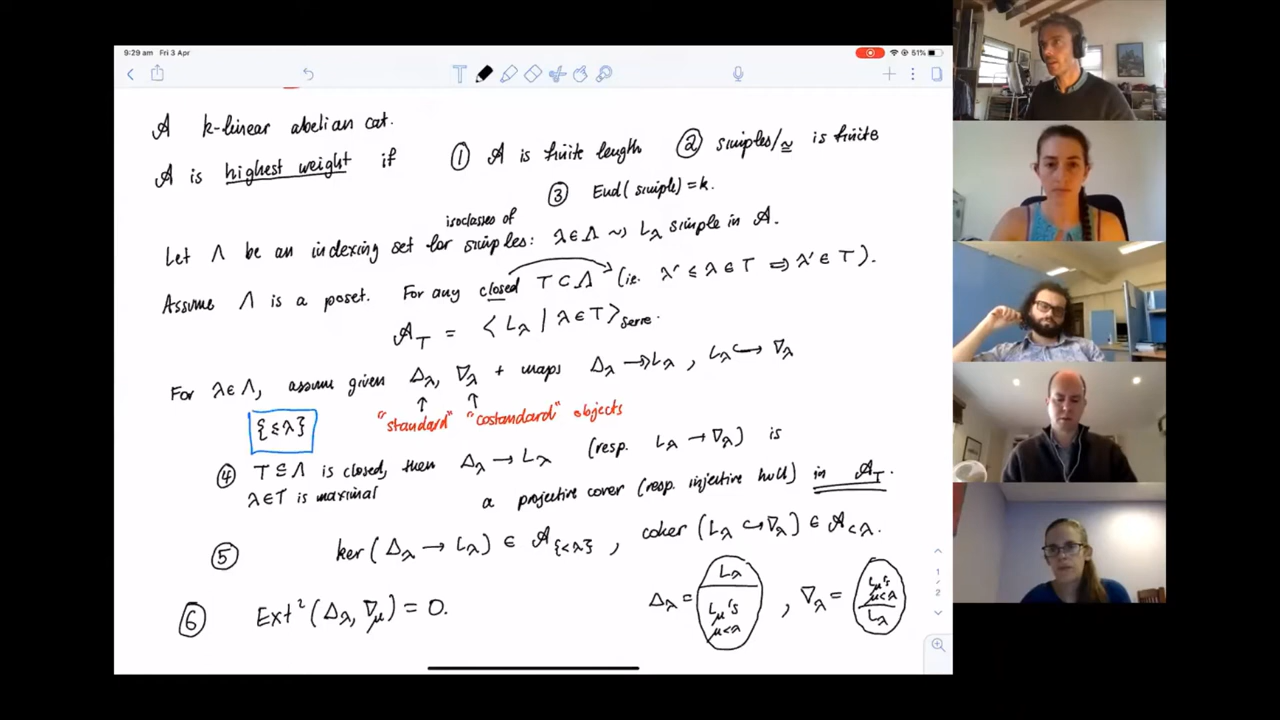 9:29 am Fri 3 Apr
51%
A k-linear abelian cat.
A is highest weight if ① A is finite length ② simples/≅ is finite
③ End(simple) = k.
isoclasses of
Let Λ be an indexing set for simples: λ ∈ Λ ⇝ L_λ simple in A.
Assume Λ is a poset. For any closed T ⊂ Λ (ie. λ' ≤ λ ∈ T ⟹ λ' ∈ T).
A_T = ⟨ L_λ | λ ∈ T ⟩_Serre.
For λ ∈ Λ, assume given Δ_λ, ∇_λ + maps Δ_λ ↠ L_λ, L_λ ↪ ∇_λ
↑ ↑
{≤ λ}
"standard" "costandard" objects
④ T ⊆ Λ is closed, then Δ_λ → L_λ (resp. L_λ → ∇_λ) is
λ ∈ T is maximal
a projective cover (resp. injective hull) in A_T.
⑤ ker(Δ_λ → L_λ) ∈ A_{<λ}, coker(L_λ ↪ ∇_λ) ∈ A_<λ.
⑥ Ext²(Δ_λ, ∇_μ) = 0.
Δ_λ = L_λ / L_μ's μ<λ , ∇_λ = L_μ's μ<λ / L_λ
1 / 2